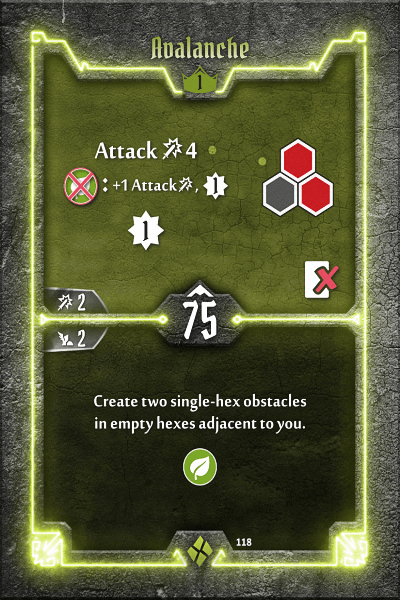 Avalanche
1
Attack 4
: +1 Attack, 1
1
2
75
2
Create two single-hex obstacles
in empty hexes adjacent to you.
118